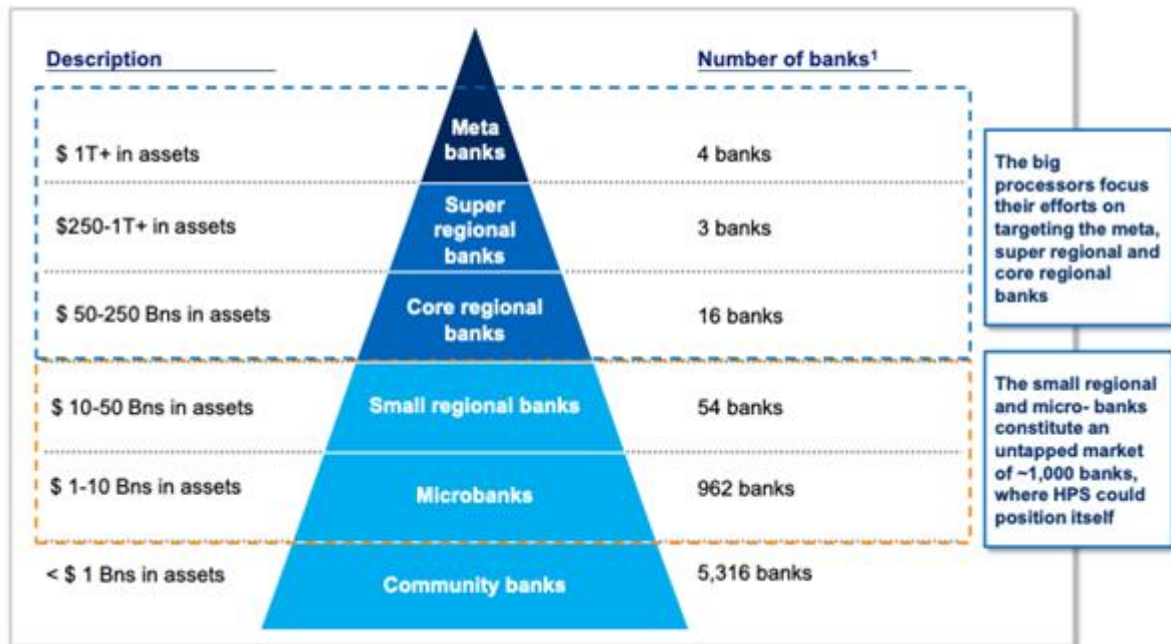 Description
Number of banks¹
$ 1T+ in assets
Meta
banks
4 banks
$250-1T+ in assets
Super
regional
banks
3 banks
$ 50-250 Bns in assets
Core regional
banks
16 banks
The big
processors focus
their efforts on
targeting the meta,
super regional and
core regional
banks
$ 10-50 Bns in assets
Small regional banks
54 banks
$ 1-10 Bns in assets
Microbanks
962 banks
The small regional
and micro- banks
constitute an
untapped market
of ~1,000 banks,
where HPS could
position itself
< $ 1 Bns in assets
Community banks
5,316 banks